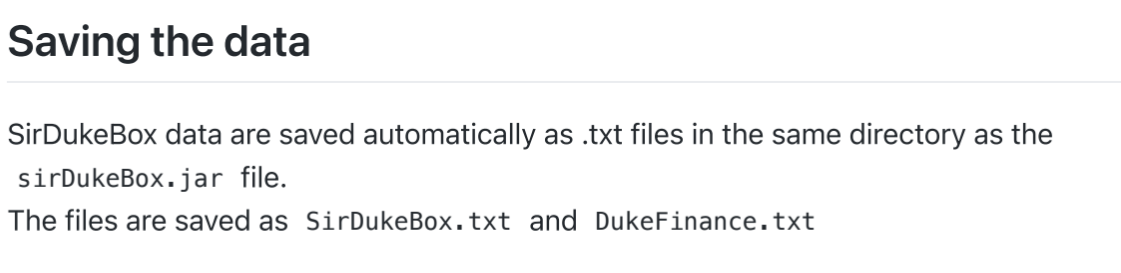 Saving the data
SirDukeBox data are saved automatically as .txt files in the same directory as the
sirDukeBox.jar file.
The files are saved as SirDukeBox.txt and DukeFinance.txt